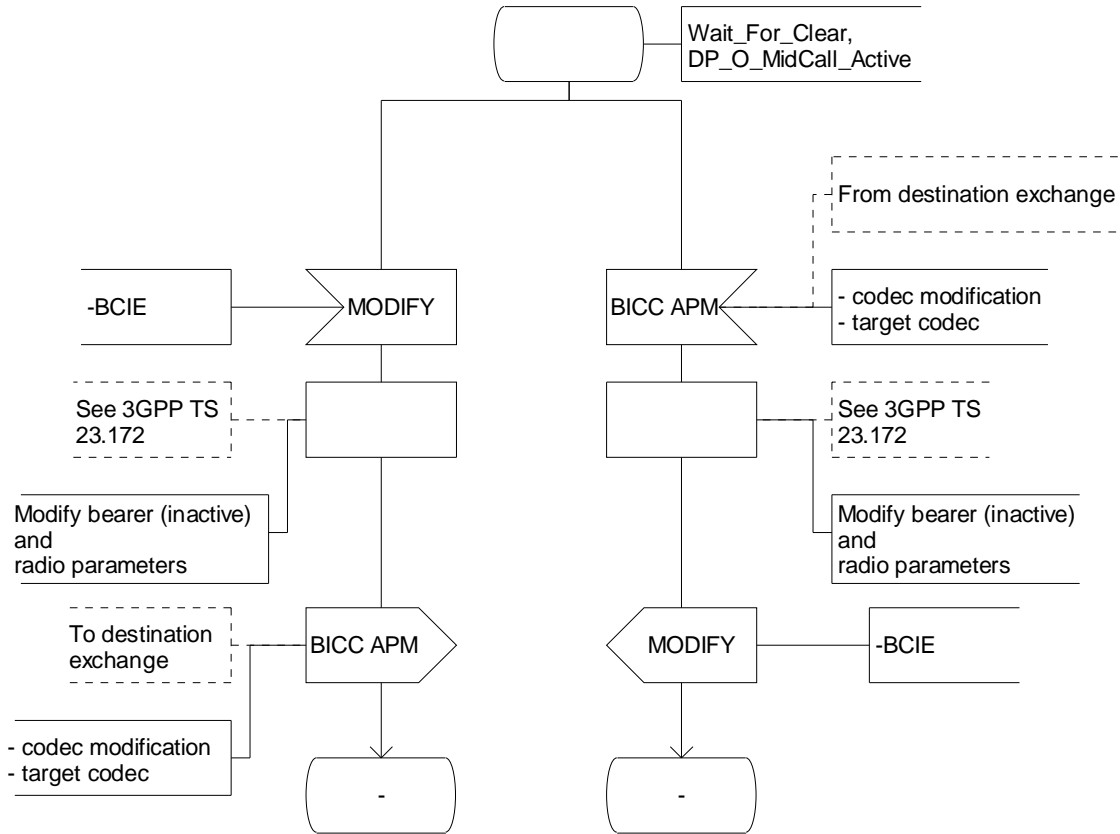 Wait_For_Clear,
DP_O_MidCall_Active
From destination exchange
-BCIE
MODIFY
BICC APM
- codec modification
- target codec
See 3GPP TS
23.172
See 3GPP TS
23.172
Modify bearer (inactive)
and
radio parameters
Modify bearer (inactive)
and
radio parameters
To destination
exchange
BICC APM
MODIFY
-BCIE
- codec modification
- target codec
-
-